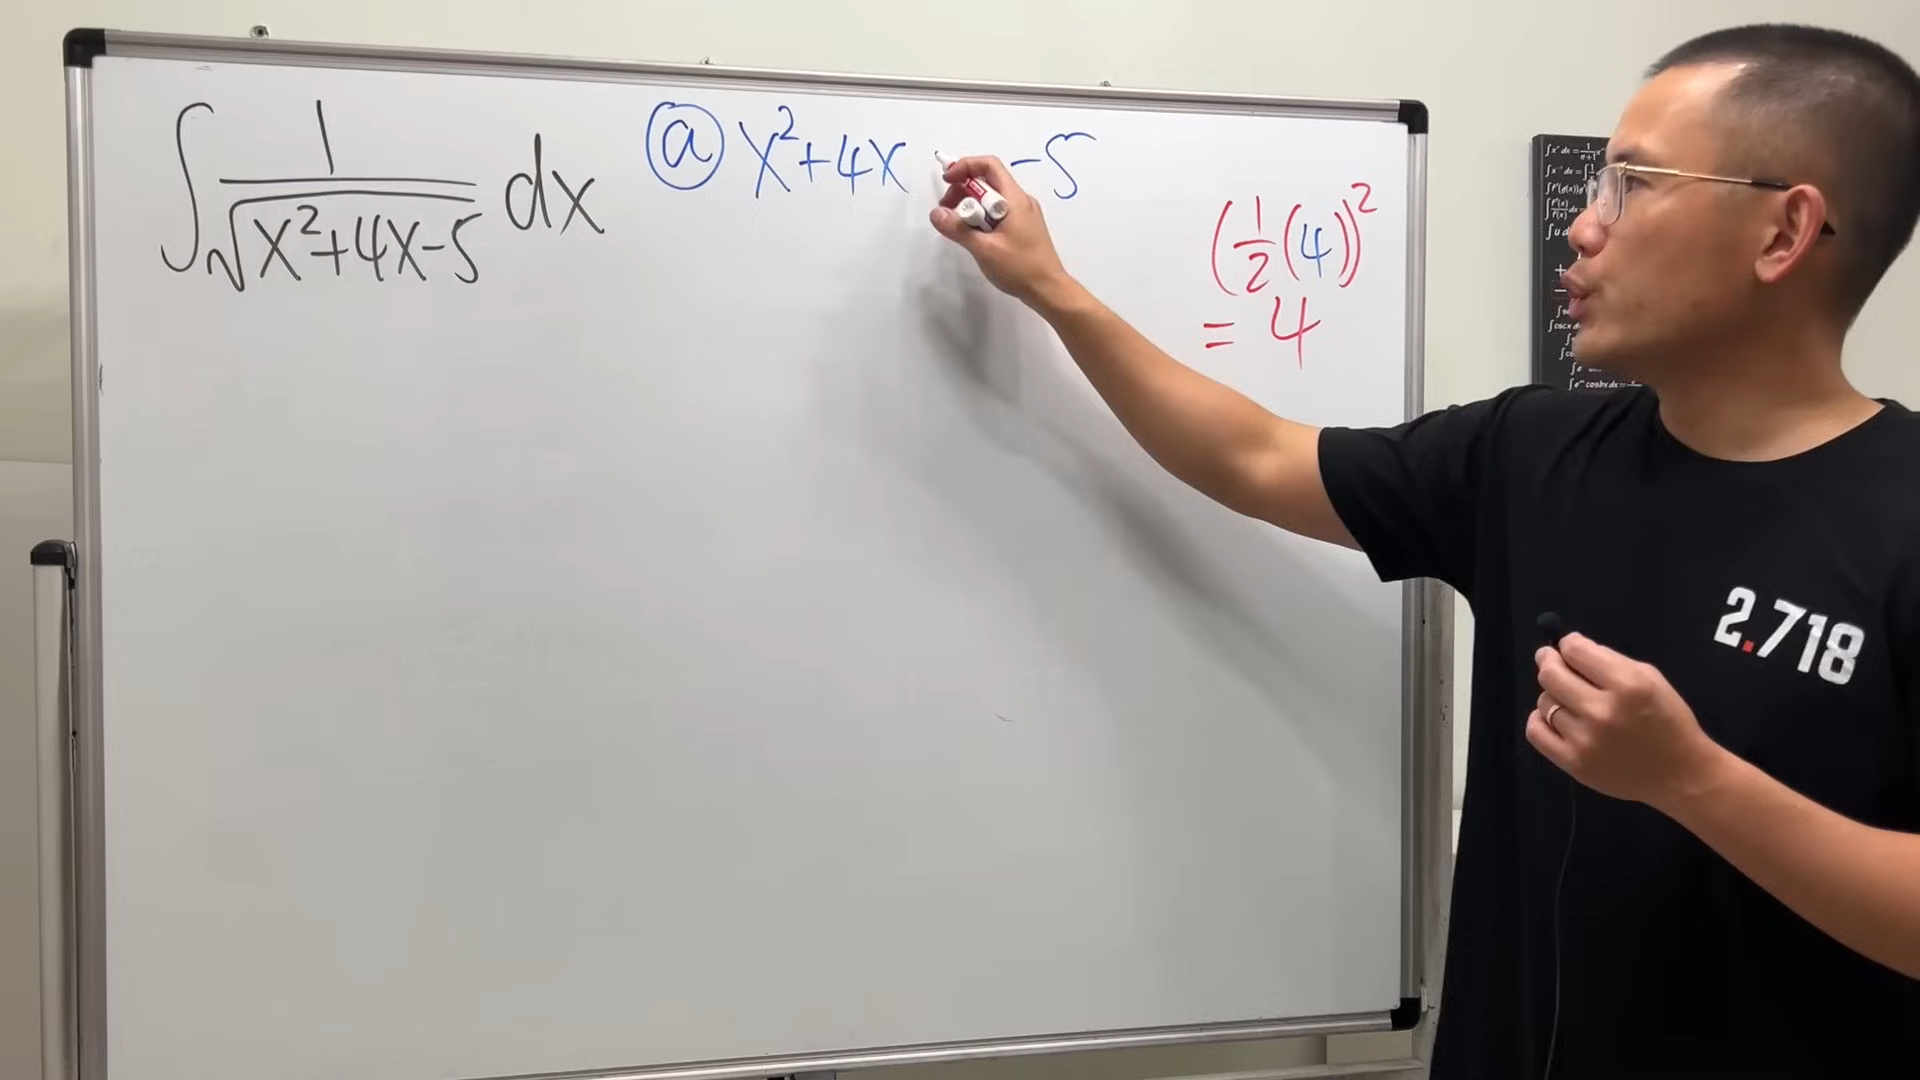 ∫ 1/√(x²+4x-5) dx
ⓐ x²+4x -5
(1/2(4))²
= 4
2.718